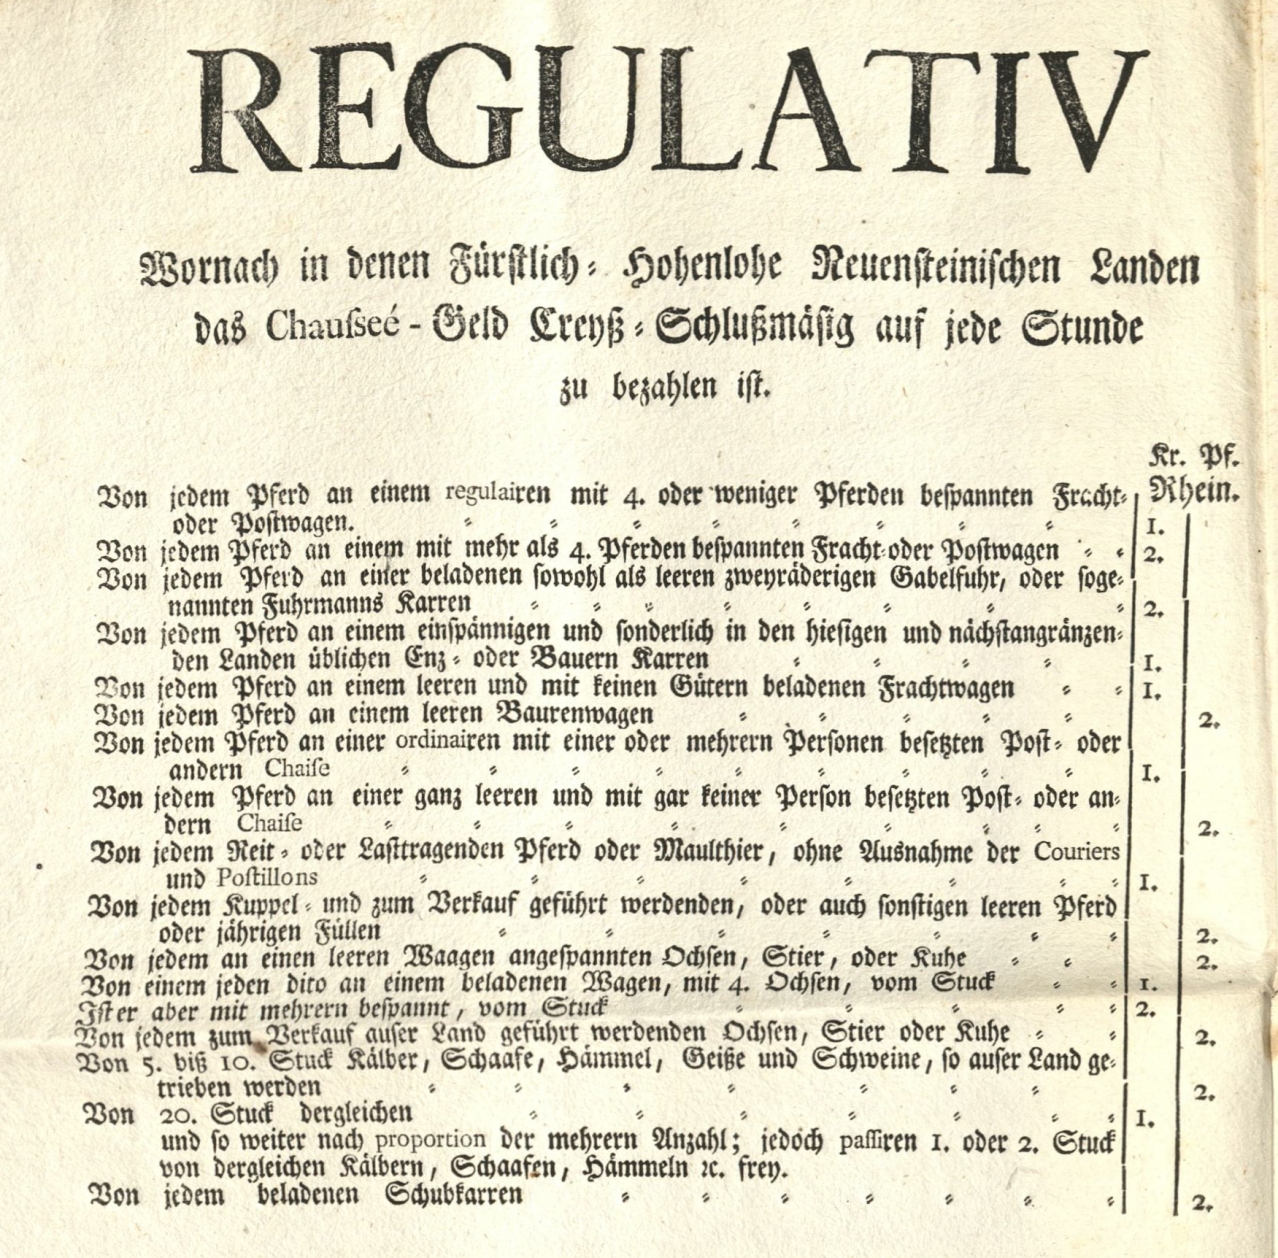 REGULATIV
Wornach in denen Fürstlich- Hohenlohe Neuensteinischen Landen
das Chausseé-Geld Creyß-Schlußmäsig auf jede Stunde
zu bezahlen ist.
Kr. Pf.
Von jedem Pferd an einem regulairen mit 4. oder weniger Pferden bespannten Fracht- Rhein.
oder Postwagen. 1.
Von jedem Pferd an einem mit mehr als 4. Pferden bespannten Fracht-oder Postwagen 2.
Von jedem Pferd an einer beladenen sowohl als leeren zweyräderigen Gabelfuhr, oder soge-
nannten Fuhrmanns Karren 2.
Von jedem Pferd an einem einspännigen und sonderlich in den hiesigen und nächstangränzen-
den Landen üblichen Enz- oder Bauern Karren 1.
Von jedem Pferd an einem leeren und mit keinen Gütern beladenen Frachtwagen 1.
Von jedem Pferd an einem leeren Baurenwagen 2.
Von jedem Pferd an einer ordinairen mit einer oder mehrern Personen besetzten Post- oder
andern Chaise 1.
Von jedem Pferd an einer ganz leeren und mit gar keiner Person besetzten Post- oder an-
dern Chaise 2.
Von jedem Reit- oder Lasttragenden Pferd oder Maulthier, ohne Ausnahme der Couriers
und Postillons 1.
Von jedem Kuppel- und zum Verkauf geführt werdenden, oder auch sonstigen leeren Pferd
oder jährigen Füllen 2.
Von jedem an einen leeren Waagen angespannten Ochsen, Stier, oder Kuhe 2.
Von einem jeden dito an einem beladenen Wagen, mit 4. Ochsen, vom Stuck 1.
Ist er aber mit mehrern bespannt, vom Stuck 2.
Von jedem zum Verkauf auser Land geführt werdenden Ochsen, Stier oder Kuhe 2.
Von 5. biß 10. Stuck Kälber, Schaafe, Hämmel, Geiße und Schweine, so auser Land ge-
trieben werden 2.
Von 20. Stuck dergleichen 1.
und so weiter nach proportion der mehrern Anzahl; jedoch passiren 1. oder 2. Stuck
von dergleichen Kälbern, Schaafen, Hämmeln ꝛc. frey.
Von jedem beladenen Schubkarren 2.